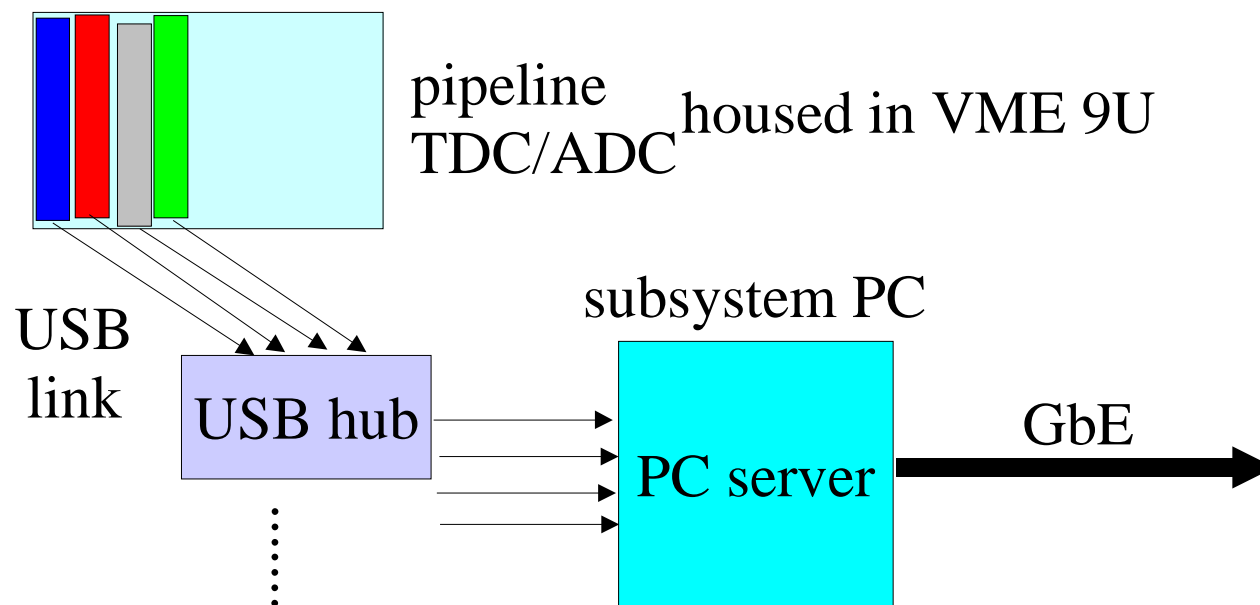 pipeline
TDC/ADC
housed in VME 9U
subsystem PC
USB
link
USB hub
PC server
GbE